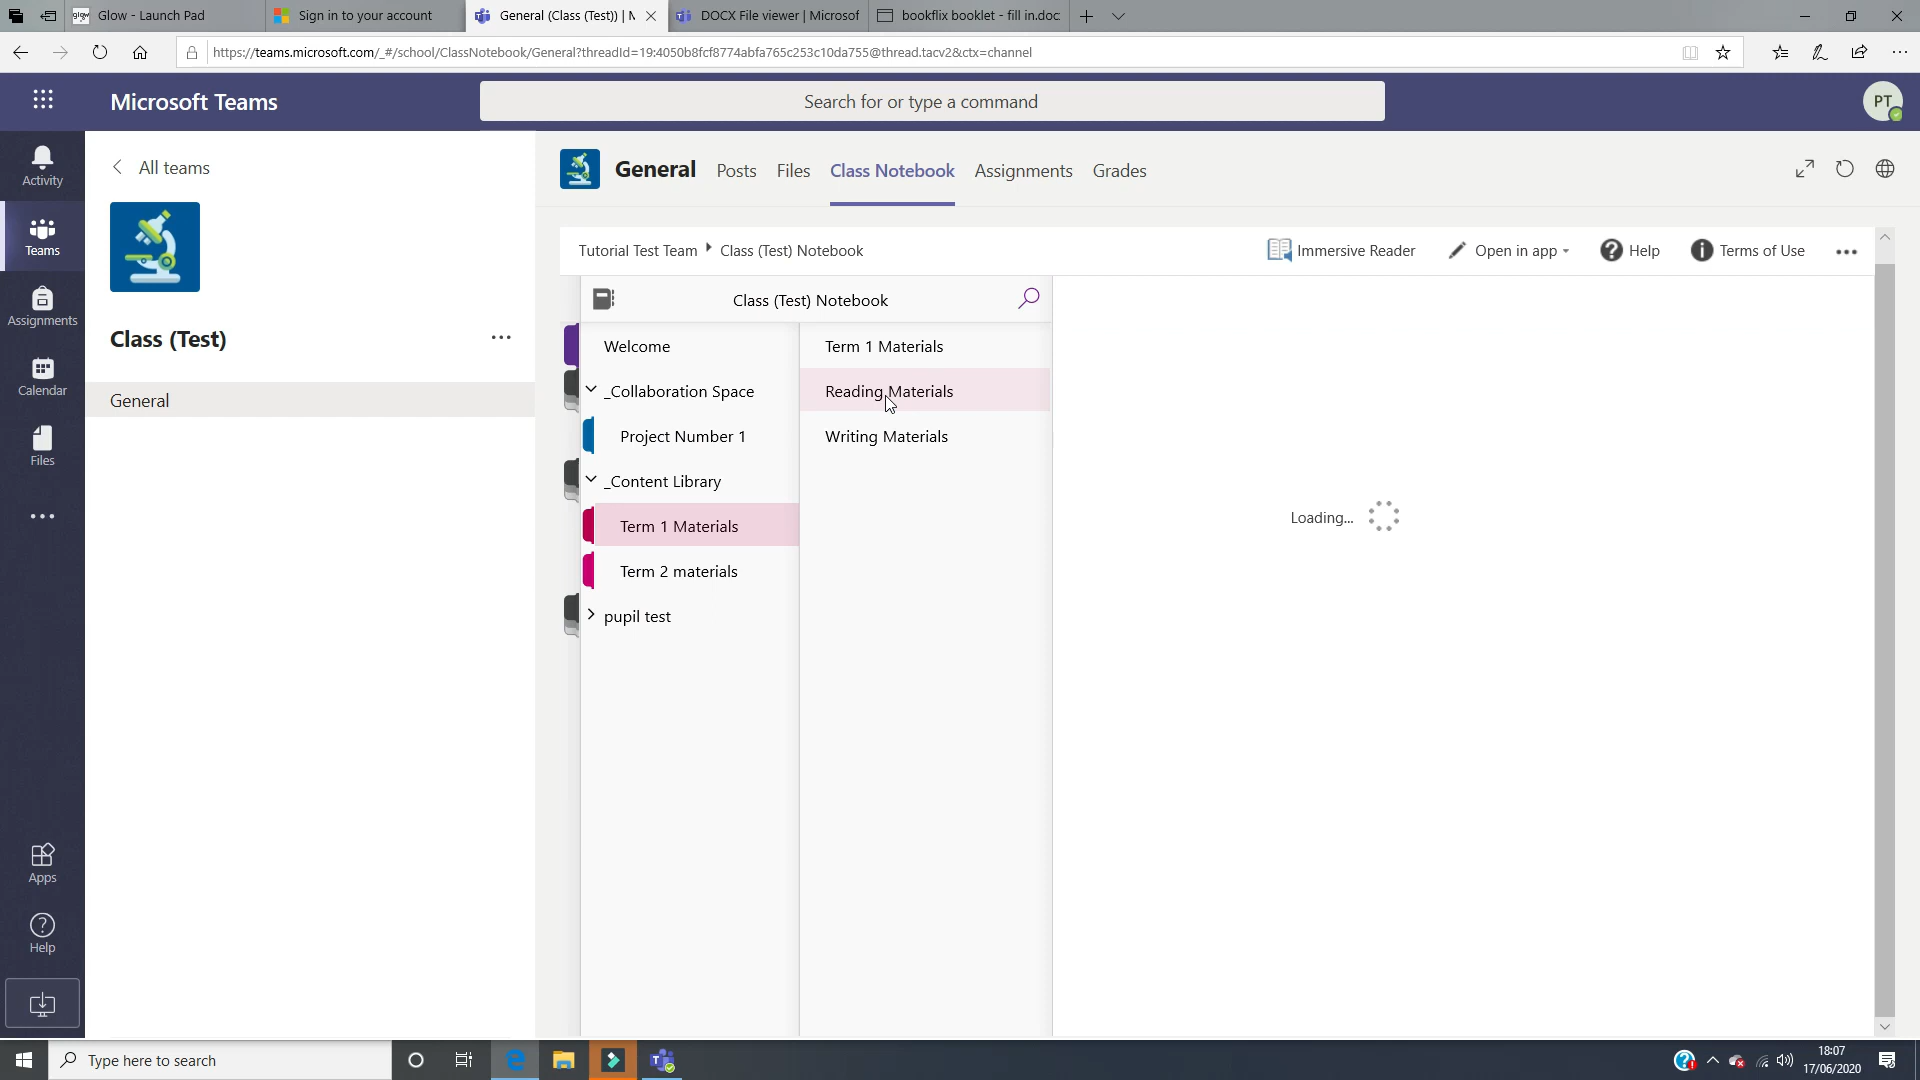 Glow - Launch Pad
Sign in to your account
General (Class (Test)) | M
DOCX File viewer | Microsof
bookflix booklet - fill in.doc
https://teams.microsoft.com/_#/school/ClassNotebook/General?threadId=19:4050b8fcf8774abfa765c253c10da755@thread.tacv2&ctx=channel
Microsoft Teams
Search for or type a command
PT
Activity
Teams
Assignments
Calendar
Files
Apps
Help
All teams
Class (Test)
General
General
Posts
Files
Class Notebook
Assignments
Grades
Tutorial Test Team
Class (Test) Notebook
Immersive Reader
Open in app
Help
Terms of Use
Class (Test) Notebook
Welcome
_Collaboration Space
Project Number 1
_Content Library
Term 1 Materials
Term 2 materials
pupil test
Term 1 Materials
Reading Materials
Writing Materials
Loading...
Type here to search
18:07
17/06/2020